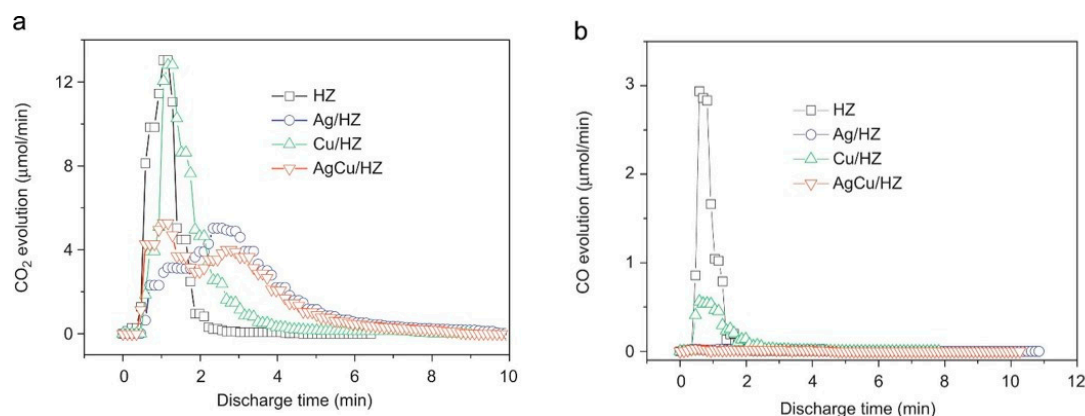 a
CO₂ evolution (μmol/min)
12
8
4
0
HZ
Ag/HZ
Cu/HZ
AgCu/HZ
0 2 4 6 8 10
Discharge time (min)
b
CO evolution (μmol/min)
3
2
1
0
HZ
Ag/HZ
Cu/HZ
AgCu/HZ
0 2 4 6 8 10 12
Discharge time (min)